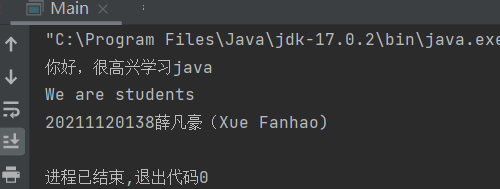 Main
"C:\Program Files\Java\jdk-17.0.2\bin\java.exe
你好，很高兴学习java
We are students
20211120138薛凡豪（Xue Fanhao)
进程已结束,退出代码0